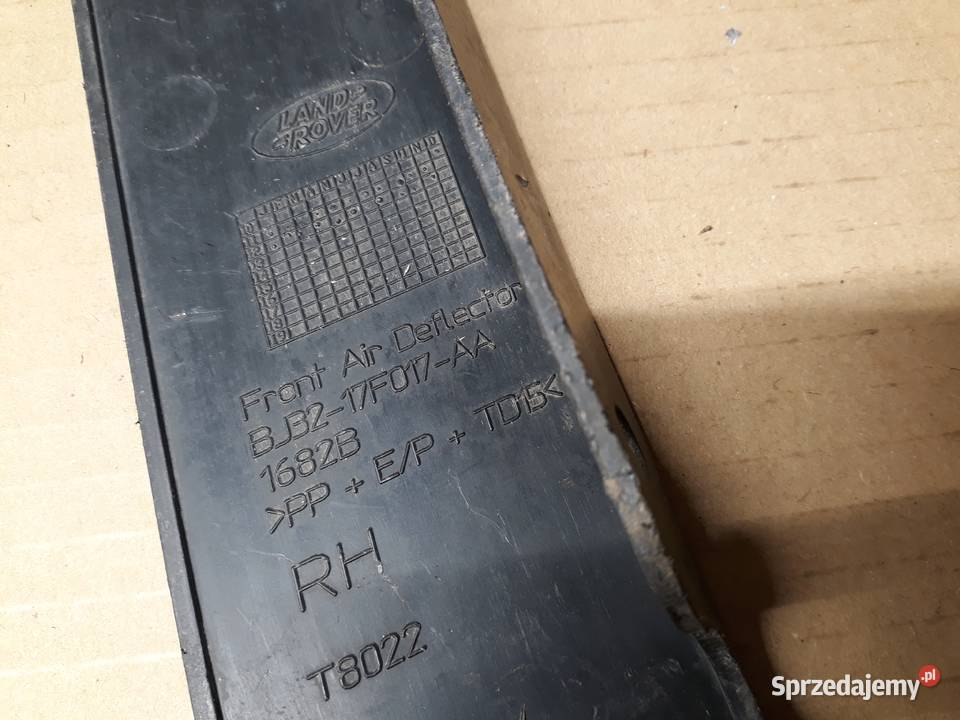 LAND
ROVER
J F M A M J J A S O N D
Front Air Deflector
BJ32-17F017-AA
1682B
>PP + E/P + TD15<
RH
T8022
Sprzedajemy.pl